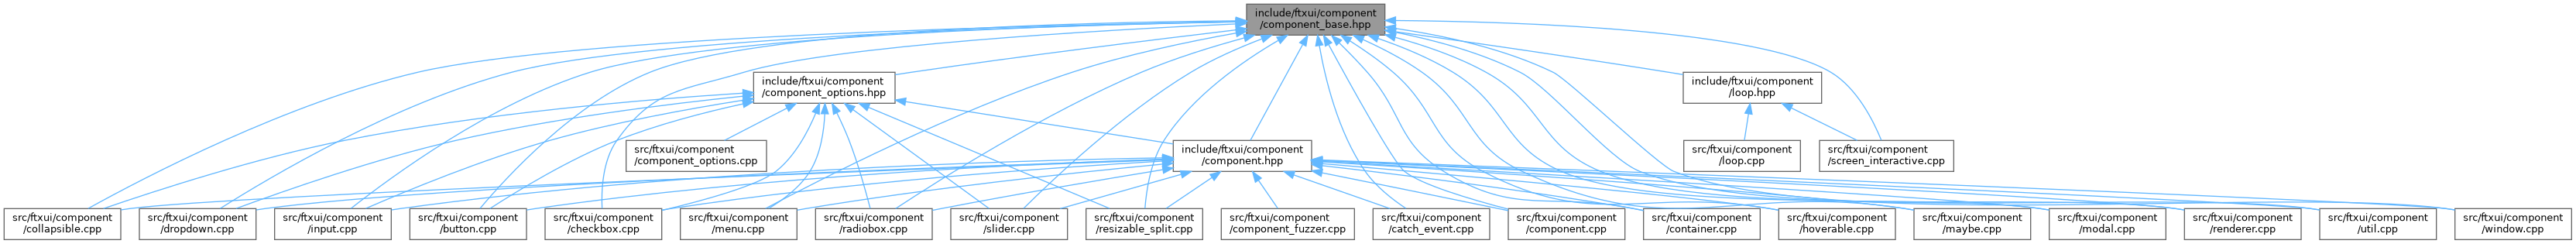 include/ftxui/component
/component_base.hpp
include/ftxui/component
/component_options.hpp
include/ftxui/component
/loop.hpp
src/ftxui/component
/component_options.cpp
include/ftxui/component
/component.hpp
src/ftxui/component
/loop.cpp
src/ftxui/component
/screen_interactive.cpp
src/ftxui/component
/collapsible.cpp
src/ftxui/component
/dropdown.cpp
src/ftxui/component
/input.cpp
src/ftxui/component
/button.cpp
src/ftxui/component
/checkbox.cpp
src/ftxui/component
/menu.cpp
src/ftxui/component
/radiobox.cpp
src/ftxui/component
/slider.cpp
src/ftxui/component
/resizable_split.cpp
src/ftxui/component
/component_fuzzer.cpp
src/ftxui/component
/catch_event.cpp
src/ftxui/component
/component.cpp
src/ftxui/component
/container.cpp
src/ftxui/component
/hoverable.cpp
src/ftxui/component
/maybe.cpp
src/ftxui/component
/modal.cpp
src/ftxui/component
/renderer.cpp
src/ftxui/component
/util.cpp
src/ftxui/component
/window.cpp